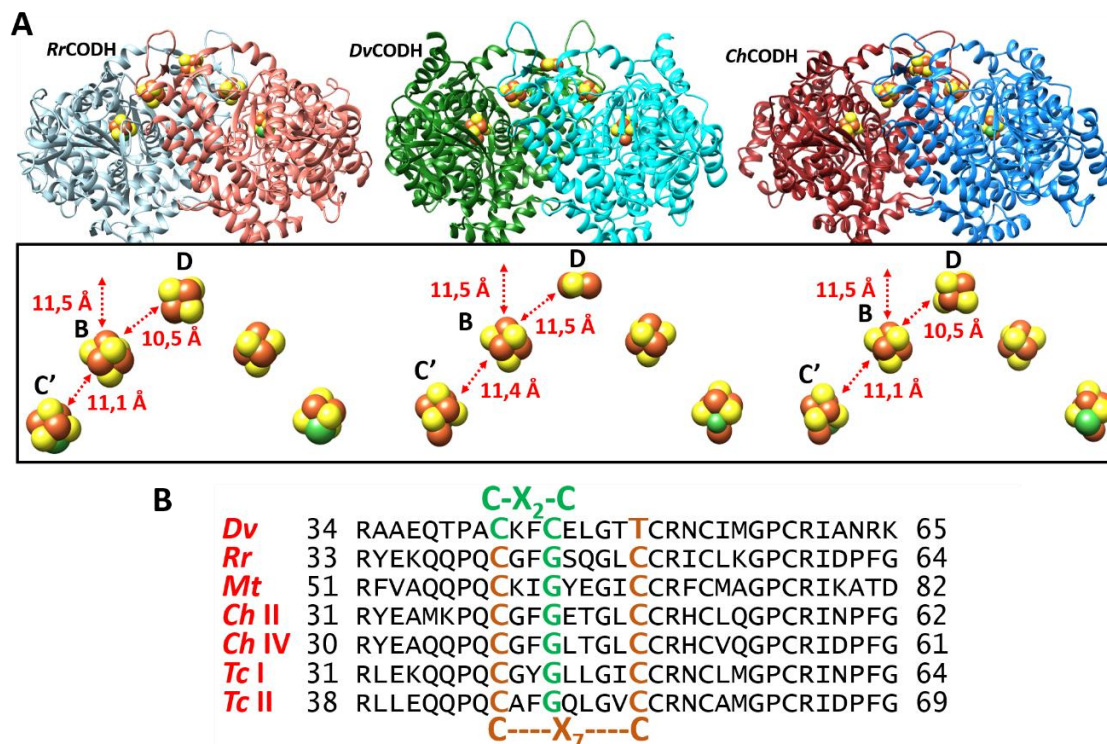 A
RrCODH DvCODH ChCODH
D D D
11,5 Å 11,5 Å 11,5 Å
B 10,5 Å B 11,5 Å B 10,5 Å
C' 11,1 Å C' 11,4 Å C' 11,1 Å
B
C-X2-C
Dv 34 RAAEQTPACKFCELGTTCRNCIMGPCRIANRK 65
Rr 33 RYEKQQPQCGFGSQGLCCRICLKGPCRIDPFG 64
Mt 51 RFVAQQPQCKIGYEGICCRFCMAGPCRIKATD 82
Ch II 31 RYEAMKPQCGFGETGLCCRHCLQGPCRINPFG 62
Ch IV 30 RYEAQQPQCGFGLTGLCCRHCVQGPCRINPFG 61
Tc I 31 RLEKQQPQCGYGLLGICCRNCLMGPCRINPFG 64
Tc II 38 RLLEQQPQCAFGQLGVCCRNCAMGPCRIDPFG 69
C----X7----C